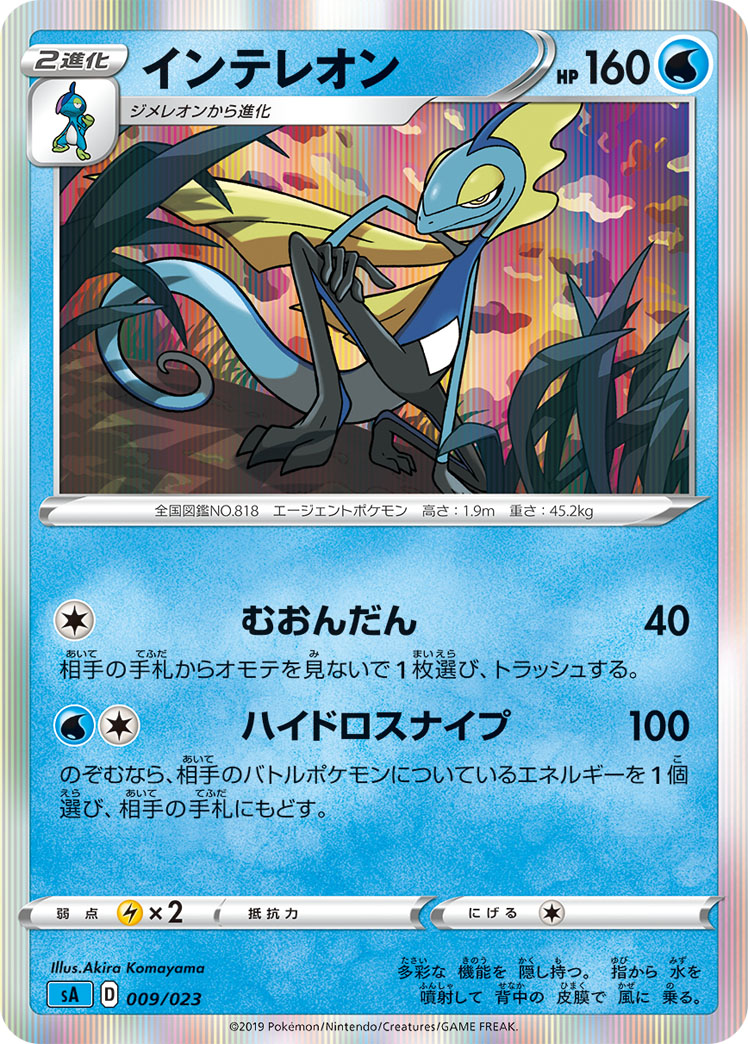 2進化
インテレオン
HP 160
ジメレオンから進化
全国図鑑NO.818 エージェントポケモン 高さ：1.9m 重さ：45.2kg
むおんだん 40
相手の手札からオモテを見ないで1枚選び、トラッシュする。
ハイドロスナイプ 100
のぞむなら、相手のバトルポケモンについているエネルギーを1個
選び、相手の手札にもどす。
弱点 ×2 抵抗力 にげる
Illus.Akira Komayama
多彩な 機能を 隠し持つ。 指から 水を
噴射して 背中の 皮膜で 風に 乗る。
sA D 009/023
©2019 Pokémon/Nintendo/Creatures/GAME FREAK.